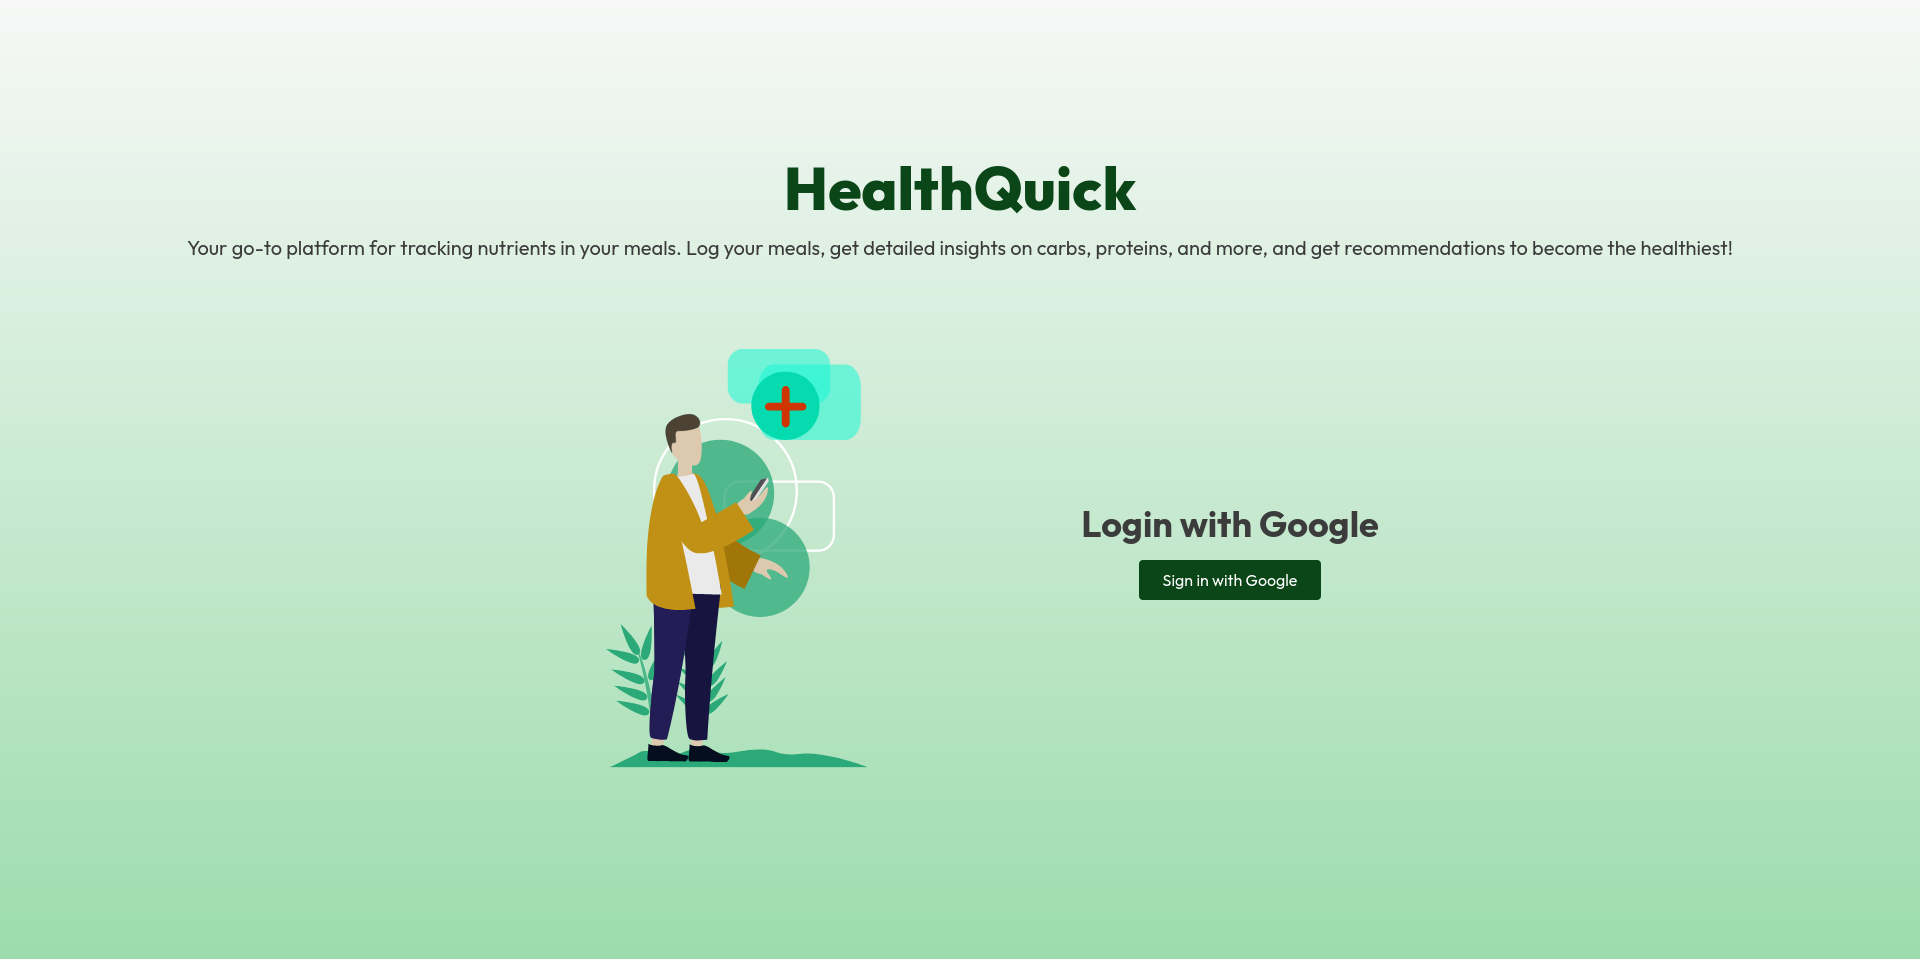 HealthQuick
Your go-to platform for tracking nutrients in your meals. Log your meals, get detailed insights on carbs, proteins, and more, and get recommendations to become the healthiest!
Login with Google
Sign in with Google